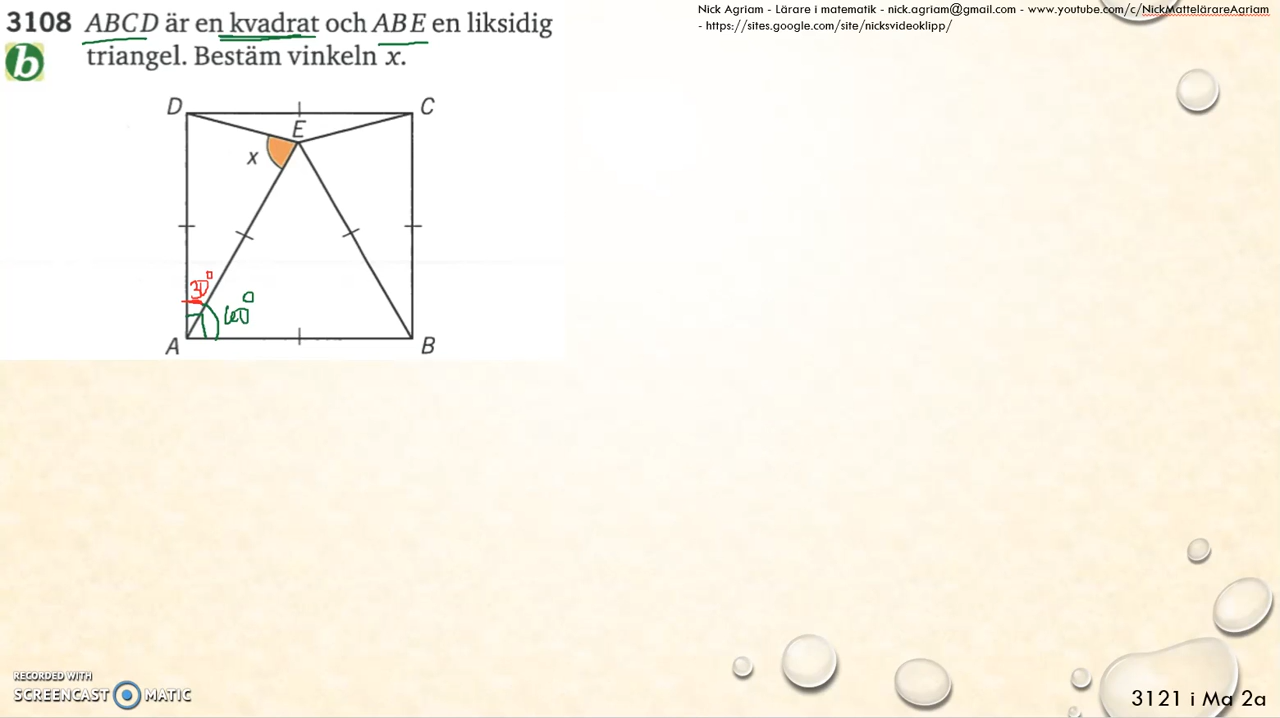 3108 ABCD är en kvadrat och ABE en liksidig
b triangel. Bestäm vinkeln x.
Nick Agriam - Lärare i matematik - nick.agriam@gmail.com - www.youtube.com/c/NickMattelärareAgriam
- https://sites.google.com/site/nicksvideoklipp/
D
C
E
x
30°
60°
A
B
RECORDED WITH
SCREENCAST MATIC
3121 i Ma 2a